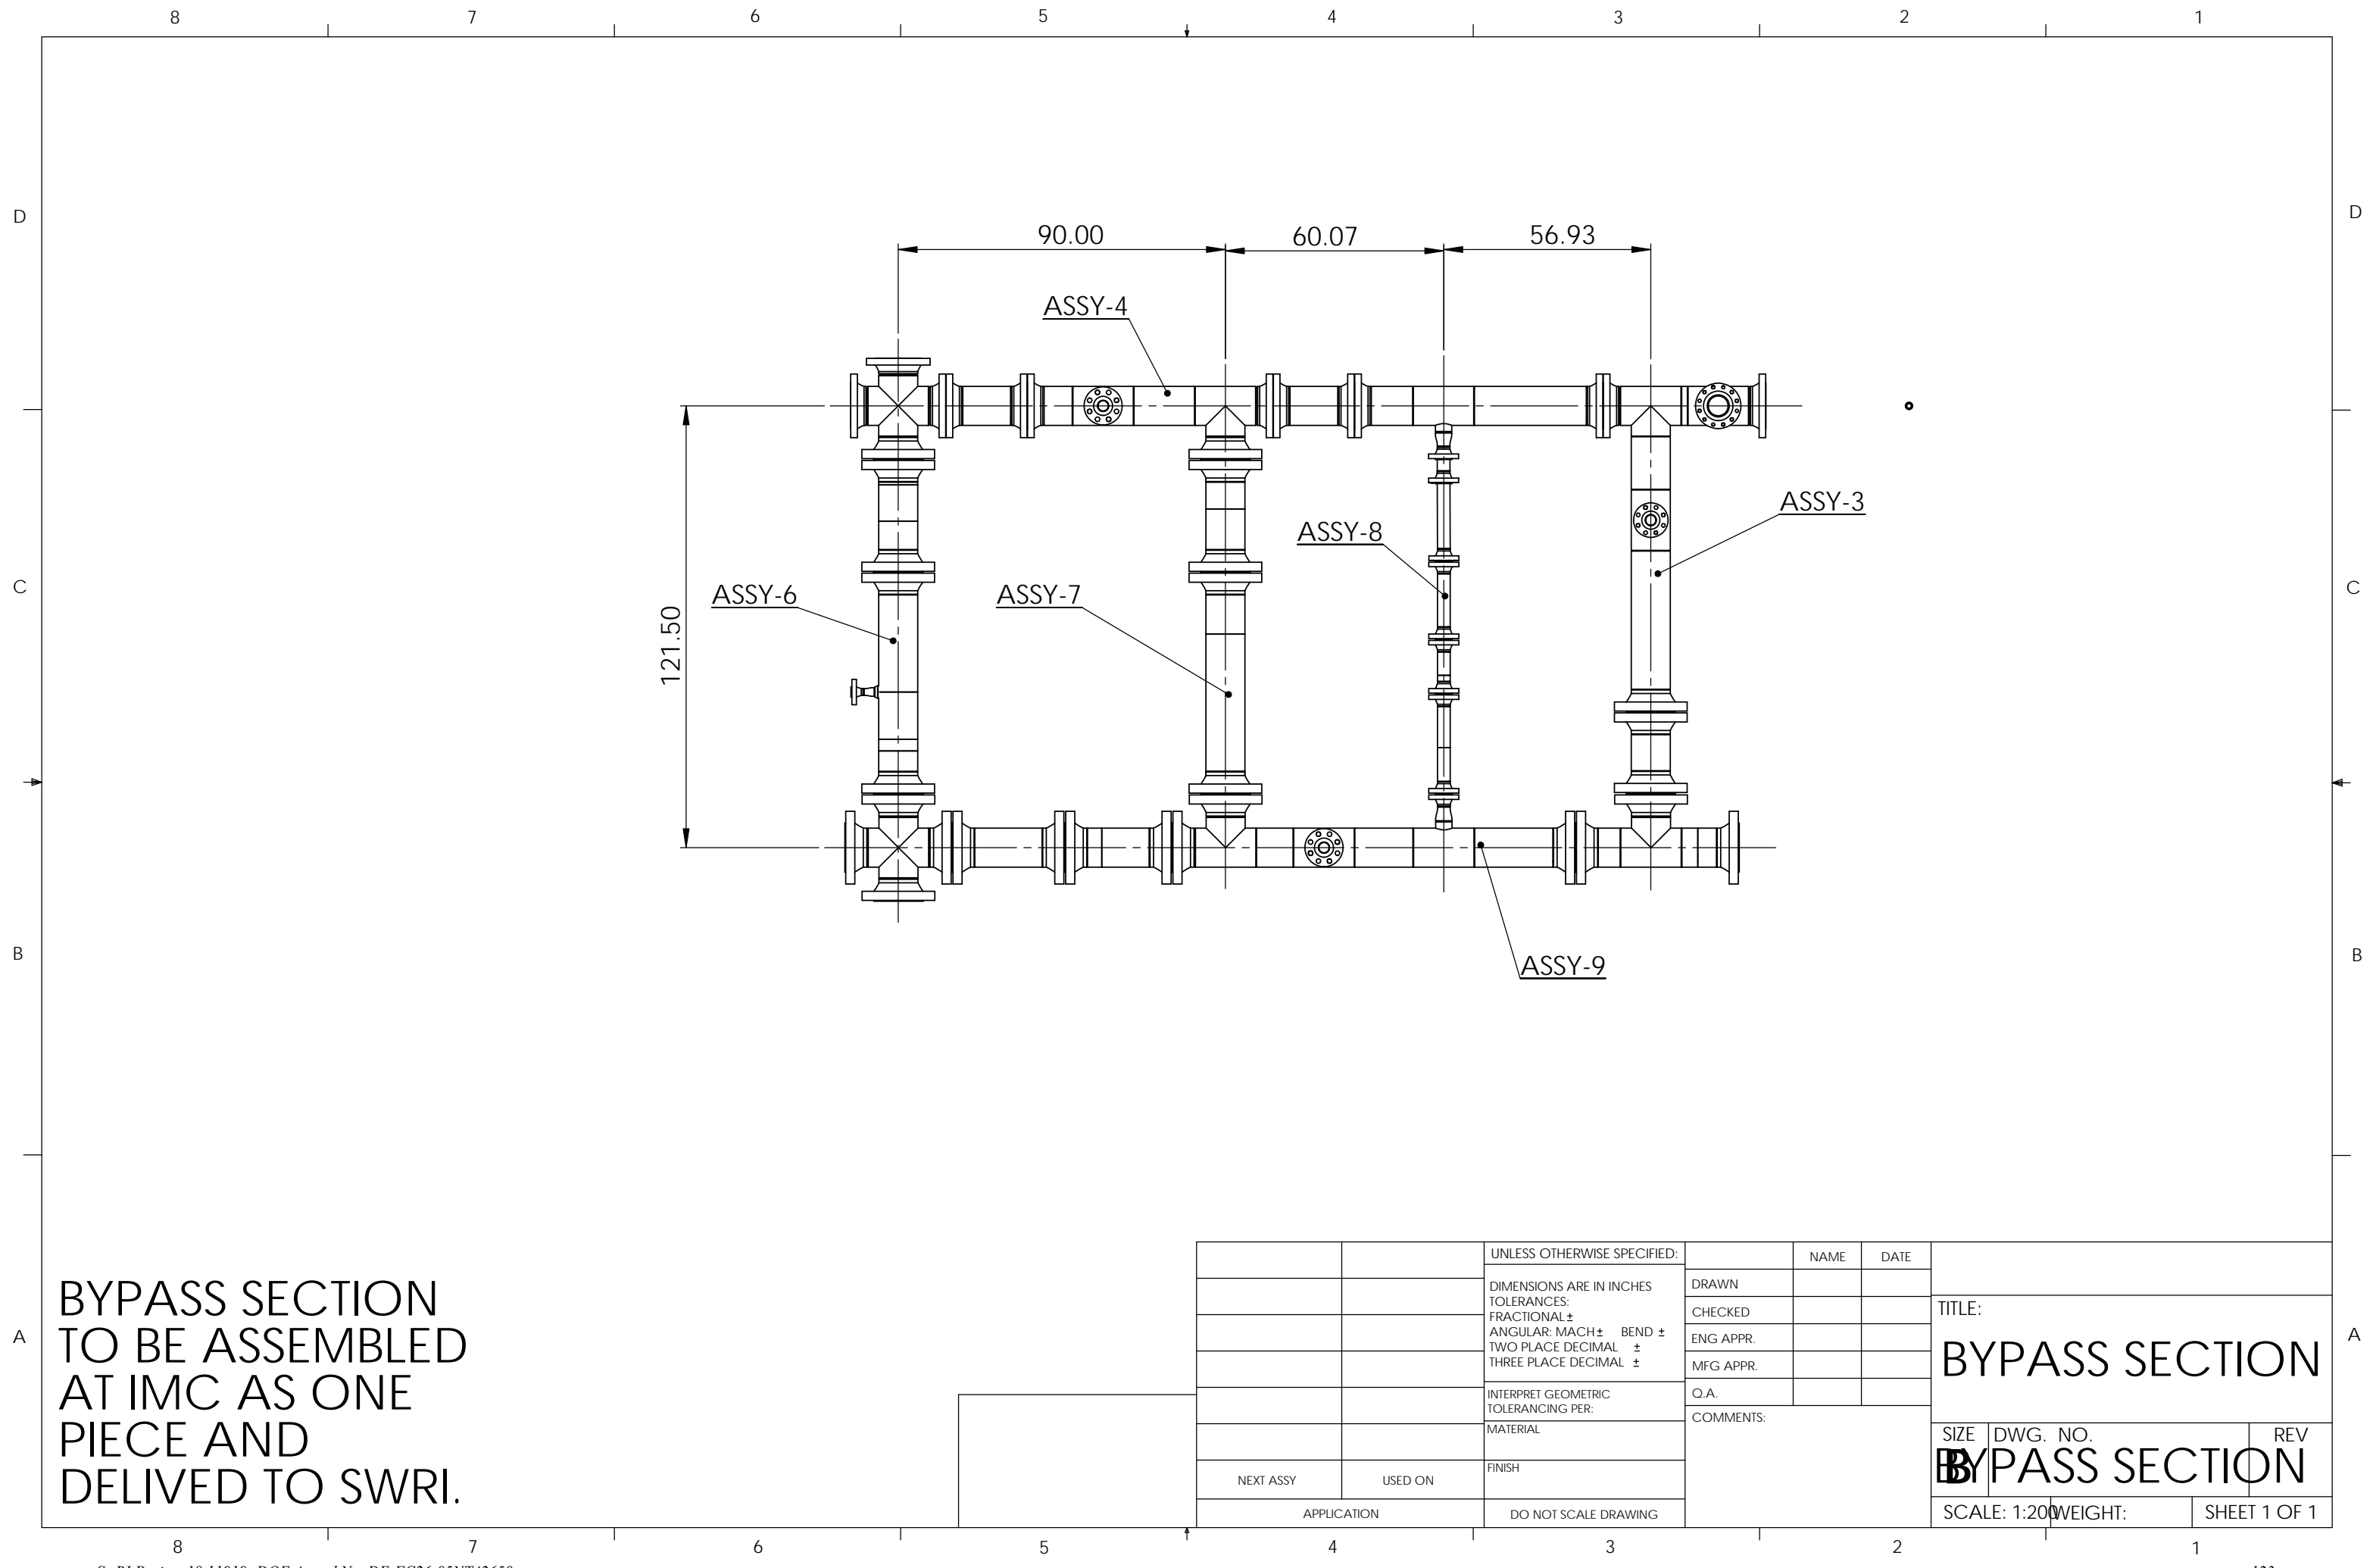 8 7 6 5 4 3 2 1
D D
90.00 60.07 56.93
ASSY-4
ASSY-3
ASSY-8
C C
ASSY-6 ASSY-7
121.50
B B
ASSY-9
BYPASS SECTION
TO BE ASSEMBLED
AT IMC AS ONE
PIECE AND
DELIVED TO SWRI.
A A
NEXT ASSY USED ON
APPLICATION
UNLESS OTHERWISE SPECIFIED:
DIMENSIONS ARE IN INCHES
TOLERANCES:
FRACTIONAL ±
ANGULAR: MACH ± BEND ±
TWO PLACE DECIMAL ±
THREE PLACE DECIMAL ±
INTERPRET GEOMETRIC
TOLERANCING PER:
MATERIAL
FINISH
DO NOT SCALE DRAWING
NAME DATE
DRAWN
CHECKED
ENG APPR.
MFG APPR.
Q.A.
COMMENTS:
TITLE:
BYPASS SECTION
SIZE DWG. NO. REV
B BYPASS SECTION
SCALE: 1:200 WEIGHT: SHEET 1 OF 1
8 7 6 5 4 3 2 1